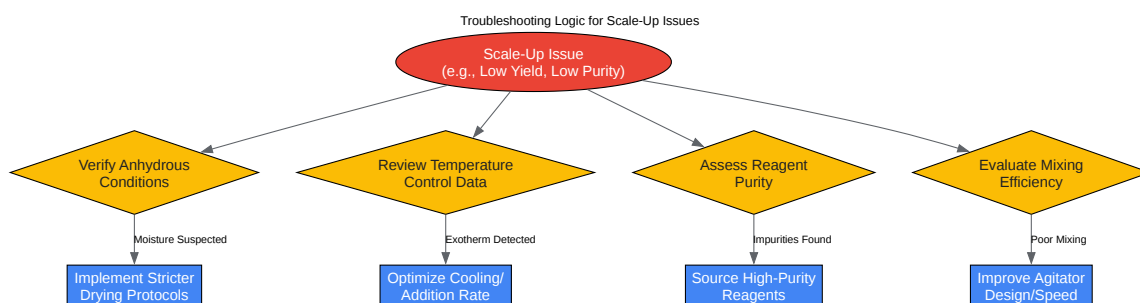 Troubleshooting Logic for Scale-Up Issues
Scale-Up Issue
(e.g., Low Yield, Low Purity)
Verify Anhydrous
Conditions
Review Temperature
Control Data
Assess Reagent
Purity
Evaluate Mixing
Efficiency
Moisture Suspected
Exotherm Detected
Impurities Found
Poor Mixing
Implement Stricter
Drying Protocols
Optimize Cooling/
Addition Rate
Source High-Purity
Reagents
Improve Agitator
Design/Speed